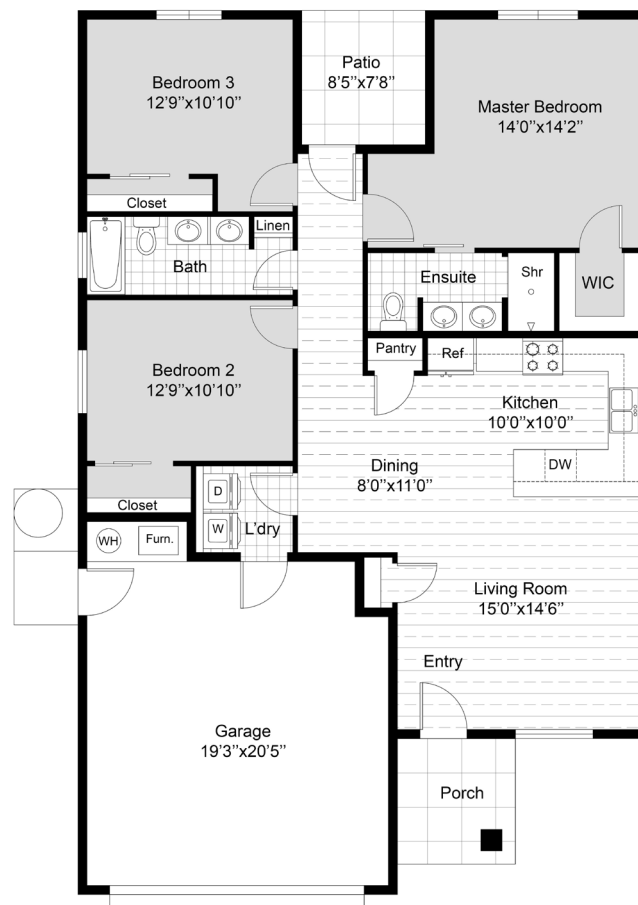 Bedroom 3
12’9’’x10’10’’
Patio
8’5’’x7’8’’
Master Bedroom
14’0’’x14’2’’
Closet
Linen
Bath
Ensuite
Shr
WIC
Pantry
Ref
Bedroom 2
12’9’’x10’10’’
Kitchen
10’0’’x10’0’’
Dining
8’0’’x11’0’’
DW
Closet
D
W
L’dry
WH
Furn.
Living Room
15’0’’x14’6’’
Entry
Garage
19’3’’x20’5’’
Porch